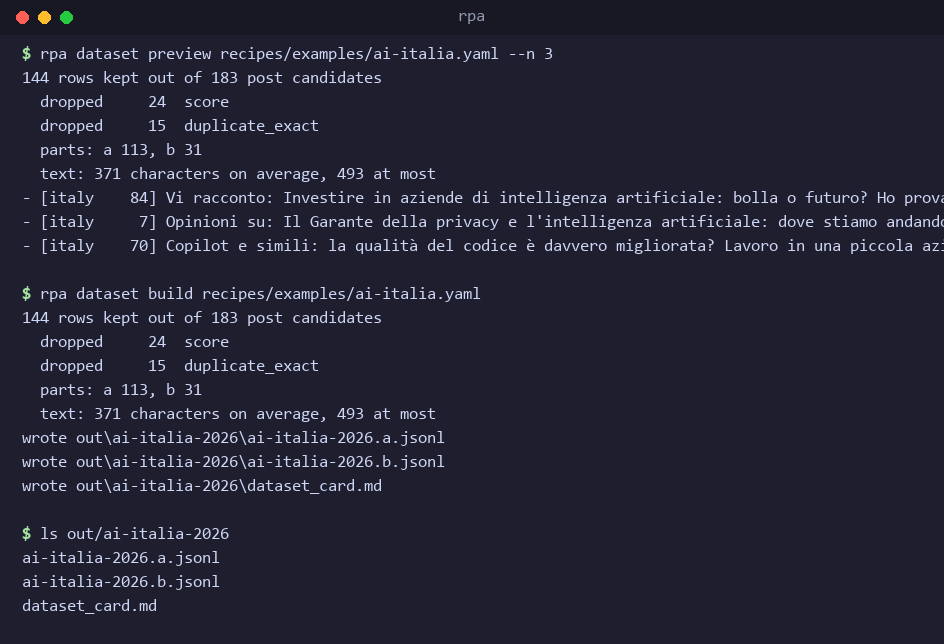 rpa
$ rpa dataset preview recipes/examples/ai-italia.yaml --n 3
144 rows kept out of 183 post candidates
  dropped     24  score
  dropped     15  duplicate_exact
  parts: a 113, b 31
  text: 371 characters on average, 493 at most
- [italy    84] Vi racconto: Investire in aziende di intelligenza artificiale: bolla o futuro? Ho prova
- [italy     7] Opinioni su: Il Garante della privacy e l'intelligenza artificiale: dove stiamo andando
- [italy    70] Copilot e simili: la qualità del codice è davvero migliorata? Lavoro in una piccola azi
$ rpa dataset build recipes/examples/ai-italia.yaml
144 rows kept out of 183 post candidates
  dropped     24  score
  dropped     15  duplicate_exact
  parts: a 113, b 31
  text: 371 characters on average, 493 at most
wrote out\ai-italia-2026\ai-italia-2026.a.jsonl
wrote out\ai-italia-2026\ai-italia-2026.b.jsonl
wrote out\ai-italia-2026\dataset_card.md
$ ls out/ai-italia-2026
ai-italia-2026.a.jsonl
ai-italia-2026.b.jsonl
dataset_card.md